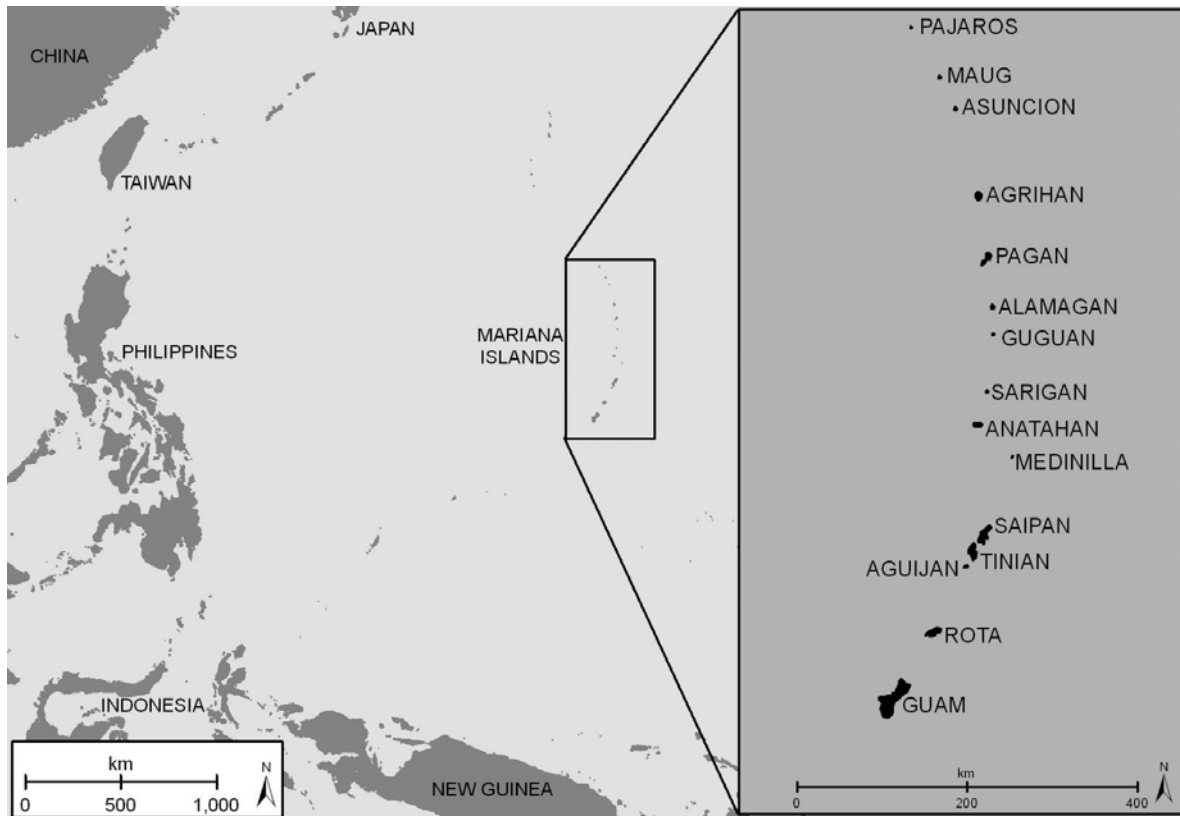 CHINA
JAPAN
TAIWAN
PHILIPPINES
MARIANA
ISLANDS
INDONESIA
NEW GUINEA
km
0 500 1,000
N
PAJAROS
MAUG
ASUNCION
AGRIHAN
PAGAN
ALAMAGAN
GUGUAN
SARIGAN
ANATAHAN
MEDINILLA
SAIPAN
TINIAN
AGUIJAN
ROTA
GUAM
km
0 200 400
N